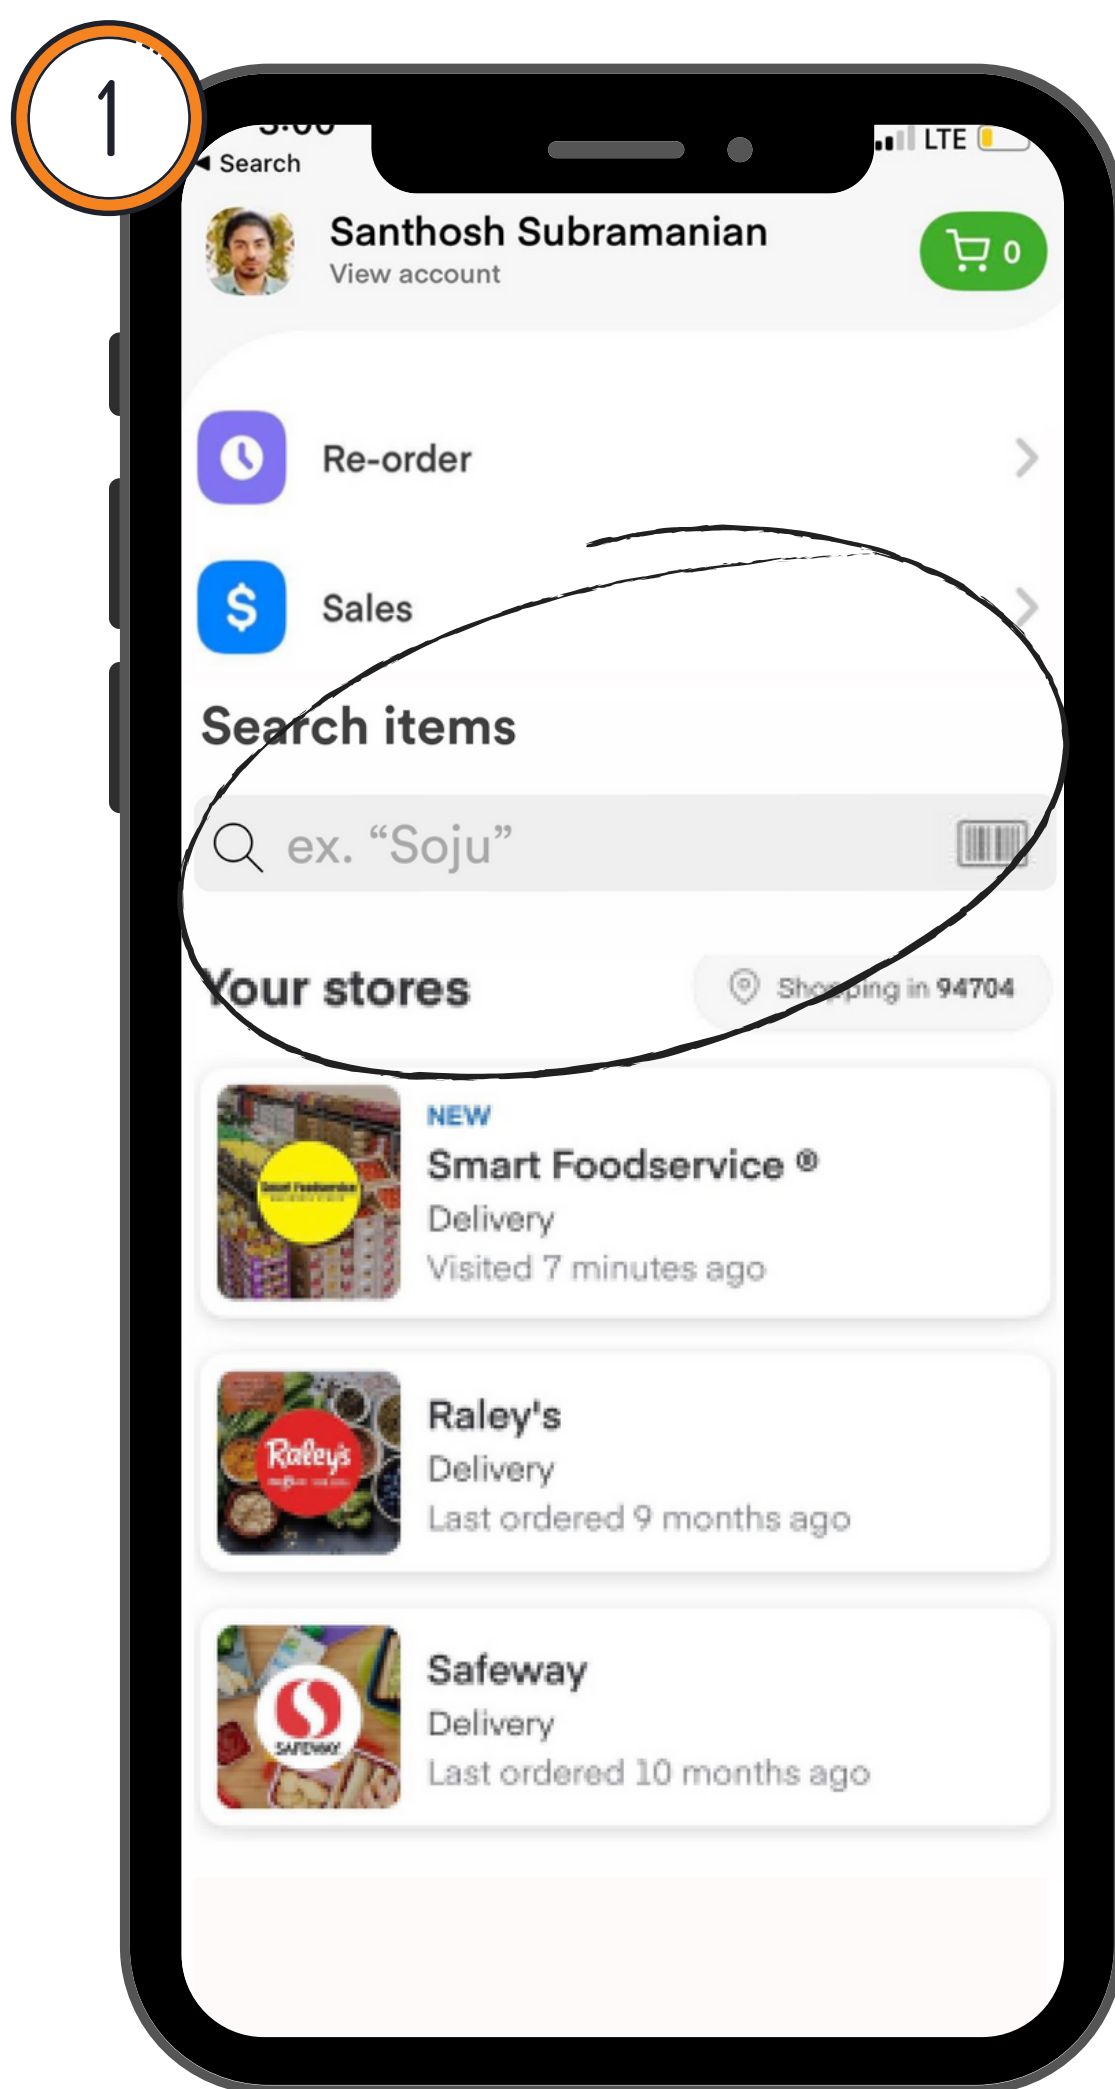 1
Search
LTE
Santhosh Subramanian
View account
0
Re-order
$
Sales
Search items
ex. “Soju”
Your stores
Shopping in 94704
NEW
Smart Foodservice ®
Delivery
Visited 7 minutes ago
Raley's
Raley's
Delivery
Last ordered 9 months ago
SAFEWAY
Safeway
Delivery
Last ordered 10 months ago